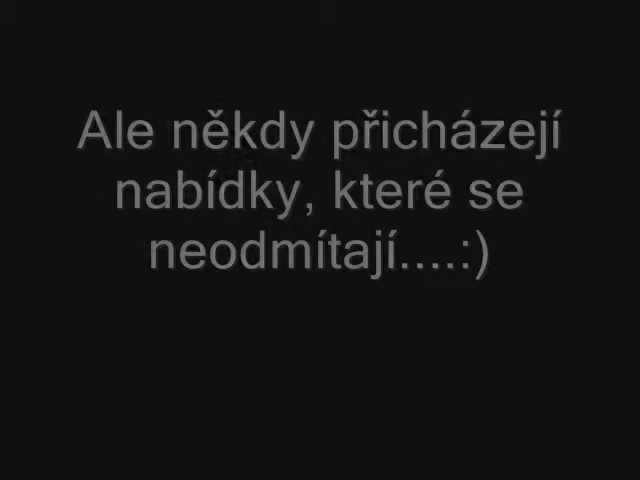 Ale někdy přicházejí
nabídky, které se
neodmítají....:)